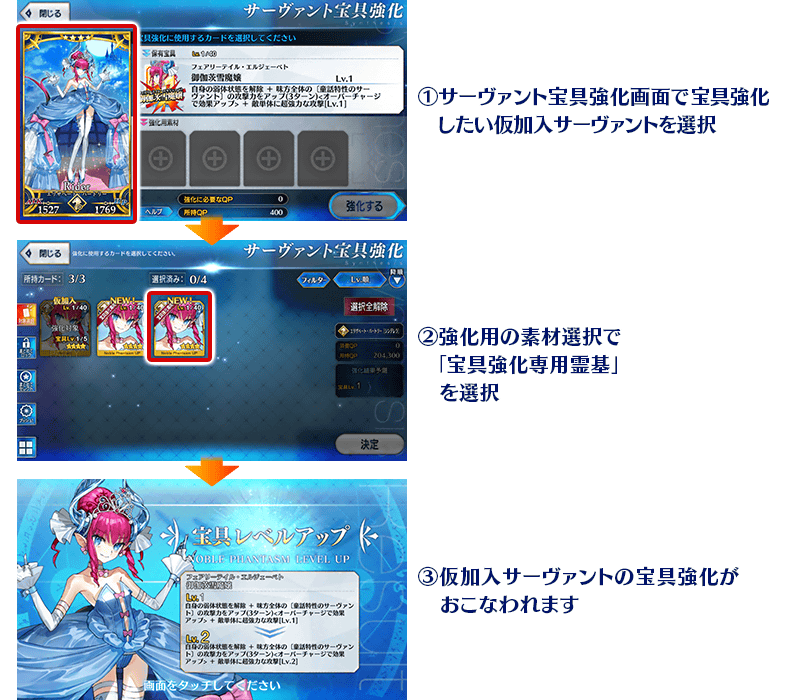 閉じる
サーヴァント宝具強化
Synthesis
宝具強化に使用するカードを選択してください
保有宝具 Lv.1/40
フェアリーテイル・エルジェーベト
御伽茨雪魔嬢 Lv.1
自身の弱体状態を解除 + 味方全体の〔童話特性のサー
ヴァント〕の攻撃力をアップ(3ターン)<オーバーチャージ
で効果アップ> + 敵単体に超強力な攻撃[Lv.1]
強化用素材
Rider
1527 1769
強化に必要なQP 0
所持QP 400
ヘルプ
強化する
①サーヴァント宝具強化画面で宝具強化
したい仮加入サーヴァントを選択
閉じる
強化に使用するカードを選択してください。
サーヴァント宝具強化
Synthesis
所持カード: 3/3
選択済み: 0/4
フィルター
Lv.順
降順
仮加入
Lv. 1/40
強化対象
宝具Lv.1/5
NEW!
Lv. 1/40
Noble Phantasm UP
NEW!
Lv. 1/40
Noble Phantasm UP
選択全解除
0
204,300
強化結果予測
宝具Lv. 1
決定
②強化用の素材選択で
「宝具強化専用霊基」
を選択
宝具レベルアップ
NOBLE PHANTASM LEVEL UP
フェアリーテイル・エルジェーベト
御伽茨雪魔嬢
Lv.1
自身の弱体状態を解除 + 味方全体の〔童話特性のサーヴァン
ト〕の攻撃力をアップ(3ターン)<オーバーチャージで効果
アップ> + 敵単体に超強力な攻撃[Lv.1]
Lv.2
自身の弱体状態を解除 + 味方全体の〔童話特性のサーヴァン
ト〕の攻撃力をアップ(3ターン)<オーバーチャージで効果
アップ> + 敵単体に超強力な攻撃[Lv.2]
画面をタッチしてください
③仮加入サーヴァントの宝具強化が
おこなわれます